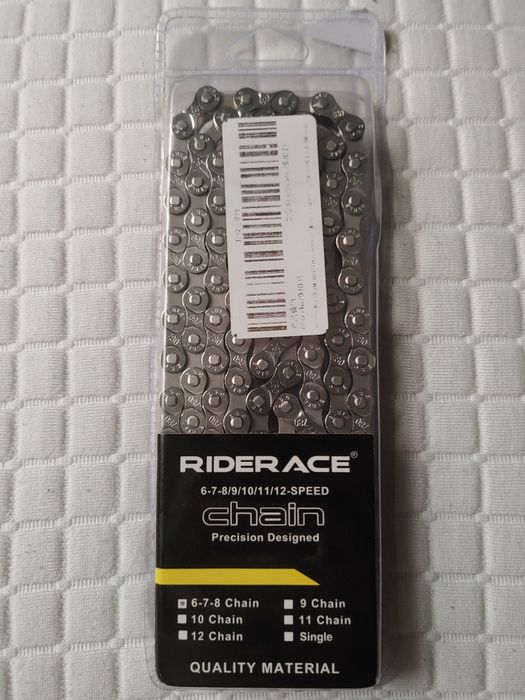 RIDERACE®
6-7-8/9/10/11/12-SPEED
chain
Precision Designed
6-7-8 Chain
9 Chain
10 Chain
11 Chain
12 Chain
Single
QUALITY MATERIAL